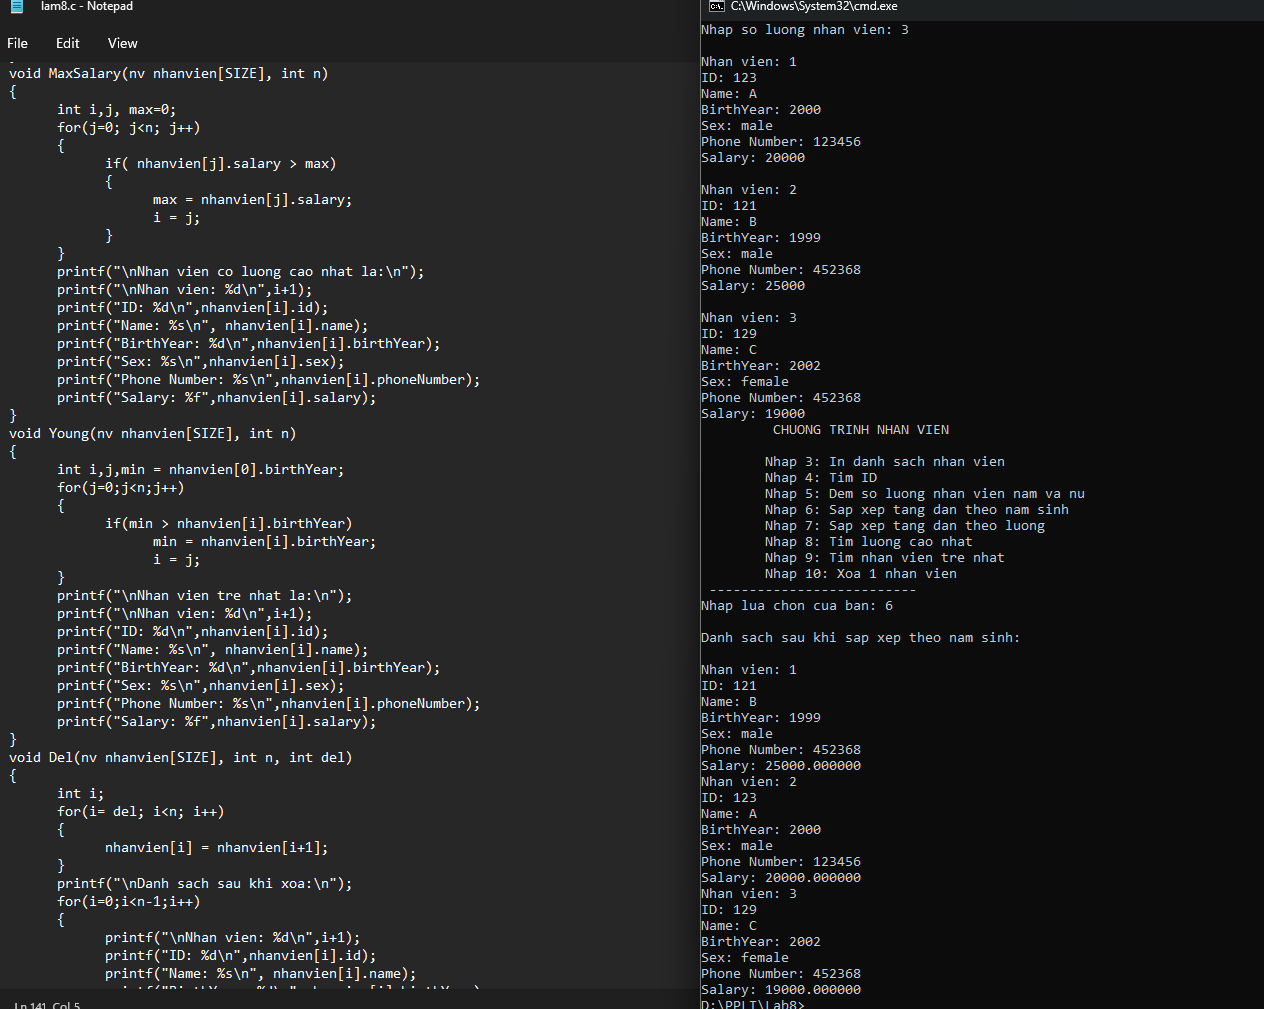 lam8.c - Notepad
File Edit View
void MaxSalary(nv nhanvien[SIZE], int n)
{
int i,j, max=0;
for(j=0; j<n; j++)
{
if( nhanvien[j].salary > max)
{
max = nhanvien[j].salary;
i = j;
}
}
printf("\nNhan vien co luong cao nhat la:\n");
printf("\nNhan vien: %d\n",i+1);
printf("ID: %d\n",nhanvien[i].id);
printf("Name: %s\n", nhanvien[i].name);
printf("BirthYear: %d\n",nhanvien[i].birthYear);
printf("Sex: %s\n",nhanvien[i].sex);
printf("Phone Number: %s\n",nhanvien[i].phoneNumber);
printf("Salary: %f",nhanvien[i].salary);
}
void Young(nv nhanvien[SIZE], int n)
{
int i,j,min = nhanvien[0].birthYear;
for(j=0;j<n;j++)
{
if(min > nhanvien[i].birthYear)
min = nhanvien[i].birthYear;
i = j;
}
printf("\nNhan vien tre nhat la:\n");
printf("\nNhan vien: %d\n",i+1);
printf("ID: %d\n",nhanvien[i].id);
printf("Name: %s\n", nhanvien[i].name);
printf("BirthYear: %d\n",nhanvien[i].birthYear);
printf("Sex: %s\n",nhanvien[i].sex);
printf("Phone Number: %s\n",nhanvien[i].phoneNumber);
printf("Salary: %f",nhanvien[i].salary);
}
void Del(nv nhanvien[SIZE], int n, int del)
{
int i;
for(i= del; i<n; i++)
{
nhanvien[i] = nhanvien[i+1];
}
printf("\nDanh sach sau khi xoa:\n");
for(i=0;i<n-1;i++)
{
printf("\nNhan vien: %d\n",i+1);
printf("ID: %d\n",nhanvien[i].id);
printf("Name: %s\n", nhanvien[i].name);
Ln 141, Col 5
C:\Windows\System32\cmd.exe
Nhap so luong nhan vien: 3
Nhan vien: 1
ID: 123
Name: A
BirthYear: 2000
Sex: male
Phone Number: 123456
Salary: 20000
Nhan vien: 2
ID: 121
Name: B
BirthYear: 1999
Sex: male
Phone Number: 452368
Salary: 25000
Nhan vien: 3
ID: 129
Name: C
BirthYear: 2002
Sex: female
Phone Number: 452368
Salary: 19000
CHUONG TRINH NHAN VIEN
Nhap 3: In danh sach nhan vien
Nhap 4: Tim ID
Nhap 5: Dem so luong nhan vien nam va nu
Nhap 6: Sap xep tang dan theo nam sinh
Nhap 7: Sap xep tang dan theo luong
Nhap 8: Tim luong cao nhat
Nhap 9: Tim nhan vien tre nhat
Nhap 10: Xoa 1 nhan vien
--------------------------
Nhap lua chon cua ban: 6
Danh sach sau khi sap xep theo nam sinh:
Nhan vien: 1
ID: 121
Name: B
BirthYear: 1999
Sex: male
Phone Number: 452368
Salary: 25000.000000
Nhan vien: 2
ID: 123
Name: A
BirthYear: 2000
Sex: male
Phone Number: 123456
Salary: 20000.000000
Nhan vien: 3
ID: 129
Name: C
BirthYear: 2002
Sex: female
Phone Number: 452368
Salary: 19000.000000
D:\PPLT\Lab8>